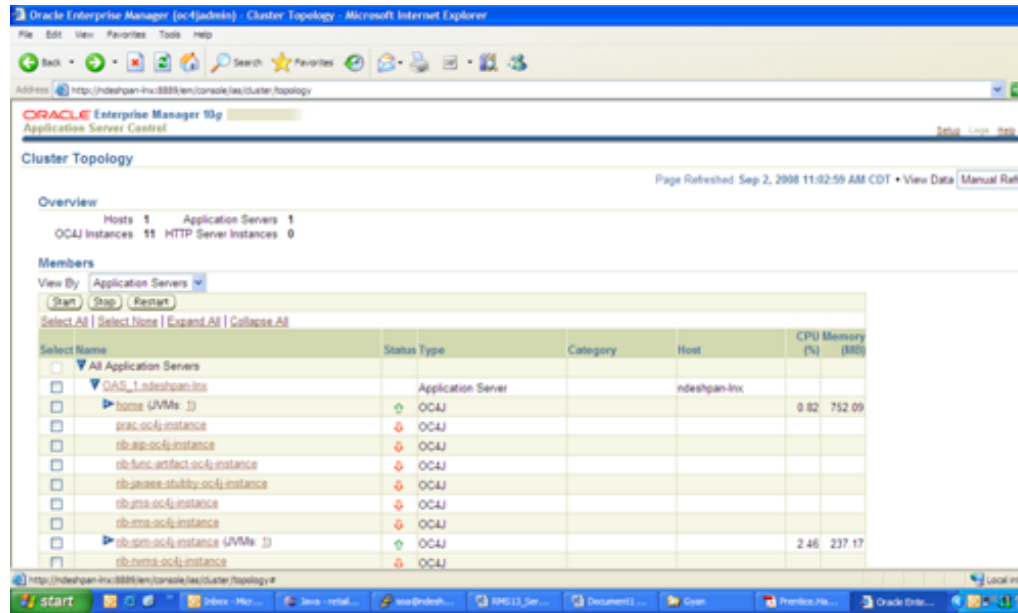 Oracle Enterprise Manager (oc4jadmin) - Cluster Topology - Microsoft Internet Explorer
File Edit View Favorites Tools Help
Back Search Favorites
Address http://ndeshpan-lnx:8889/em/console/ias/cluster/topology
ORACLE Enterprise Manager 10g
Application Server Control
Setup Logs Help
Cluster Topology
Page Refreshed Sep 2, 2008 11:02:59 AM CDT • View Data Manual Ref
Overview
Hosts 1 Application Servers 1
OC4J Instances 11 HTTP Server Instances 0
Members
View By Application Servers
Start Stop Restart
Select All | Select None | Expand All | Collapse All
Select Name Status Type Category Host CPU (%) Memory (MB)
All Application Servers
OAS_1.ndeshpan-lnx Application Server ndeshpan-lnx
home (JVMs: 1) OC4J 0.82 752.09
prac-oc4j-instance OC4J
rib-aip-oc4j-instance OC4J
rib-func-artifact-oc4j-instance OC4J
rib-javaee-stubby-oc4j-instance OC4J
rib-jms-oc4j-instance OC4J
rib-rms-oc4j-instance OC4J
rib-rpm-oc4j-instance (JVMs: 1) OC4J 2.46 237.17
OC4J
http://ndeshpan-lnx:8889/em/console/ias/cluster/topology#
Local in
start Inbox - Micr... Java - retail... RMS13_Ser... Document1 ... Gyan Prentice.Ha... Oracle Ente...